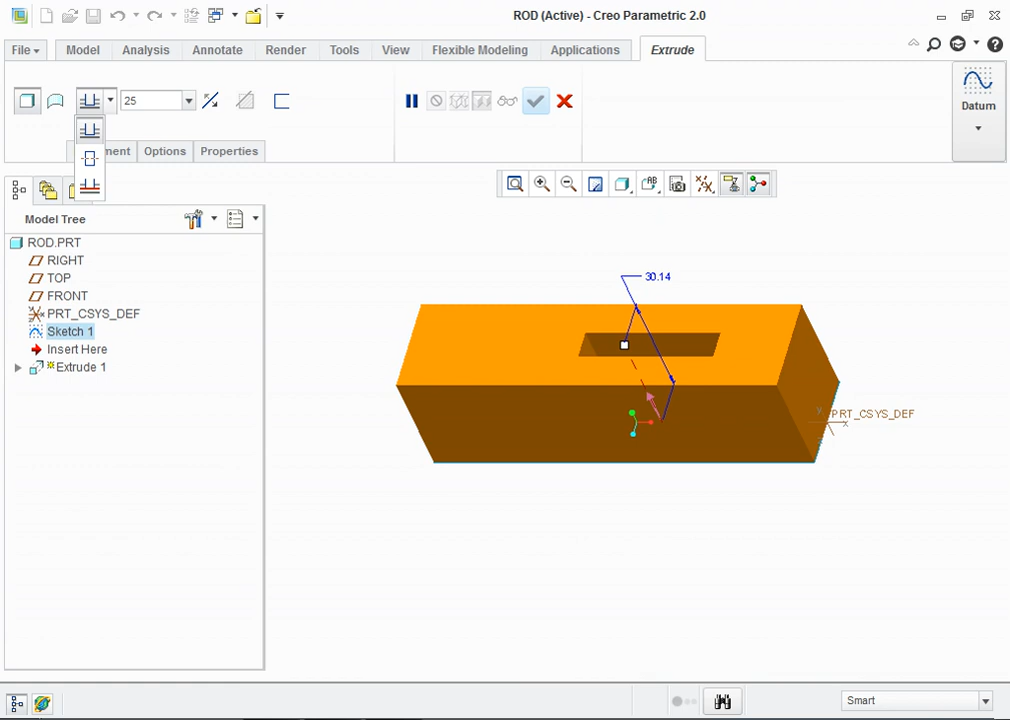 ROD (Active) - Creo Parametric 2.0
File Model Analysis Annotate Render Tools View Flexible Modeling Applications Extrude
25
Datum
ment Options Properties
Model Tree
ROD.PRT
RIGHT
TOP
FRONT
PRT_CSYS_DEF
Sketch 1
Insert Here
Extrude 1
30.14
Y
PRT_CSYS_DEF
X
Smart